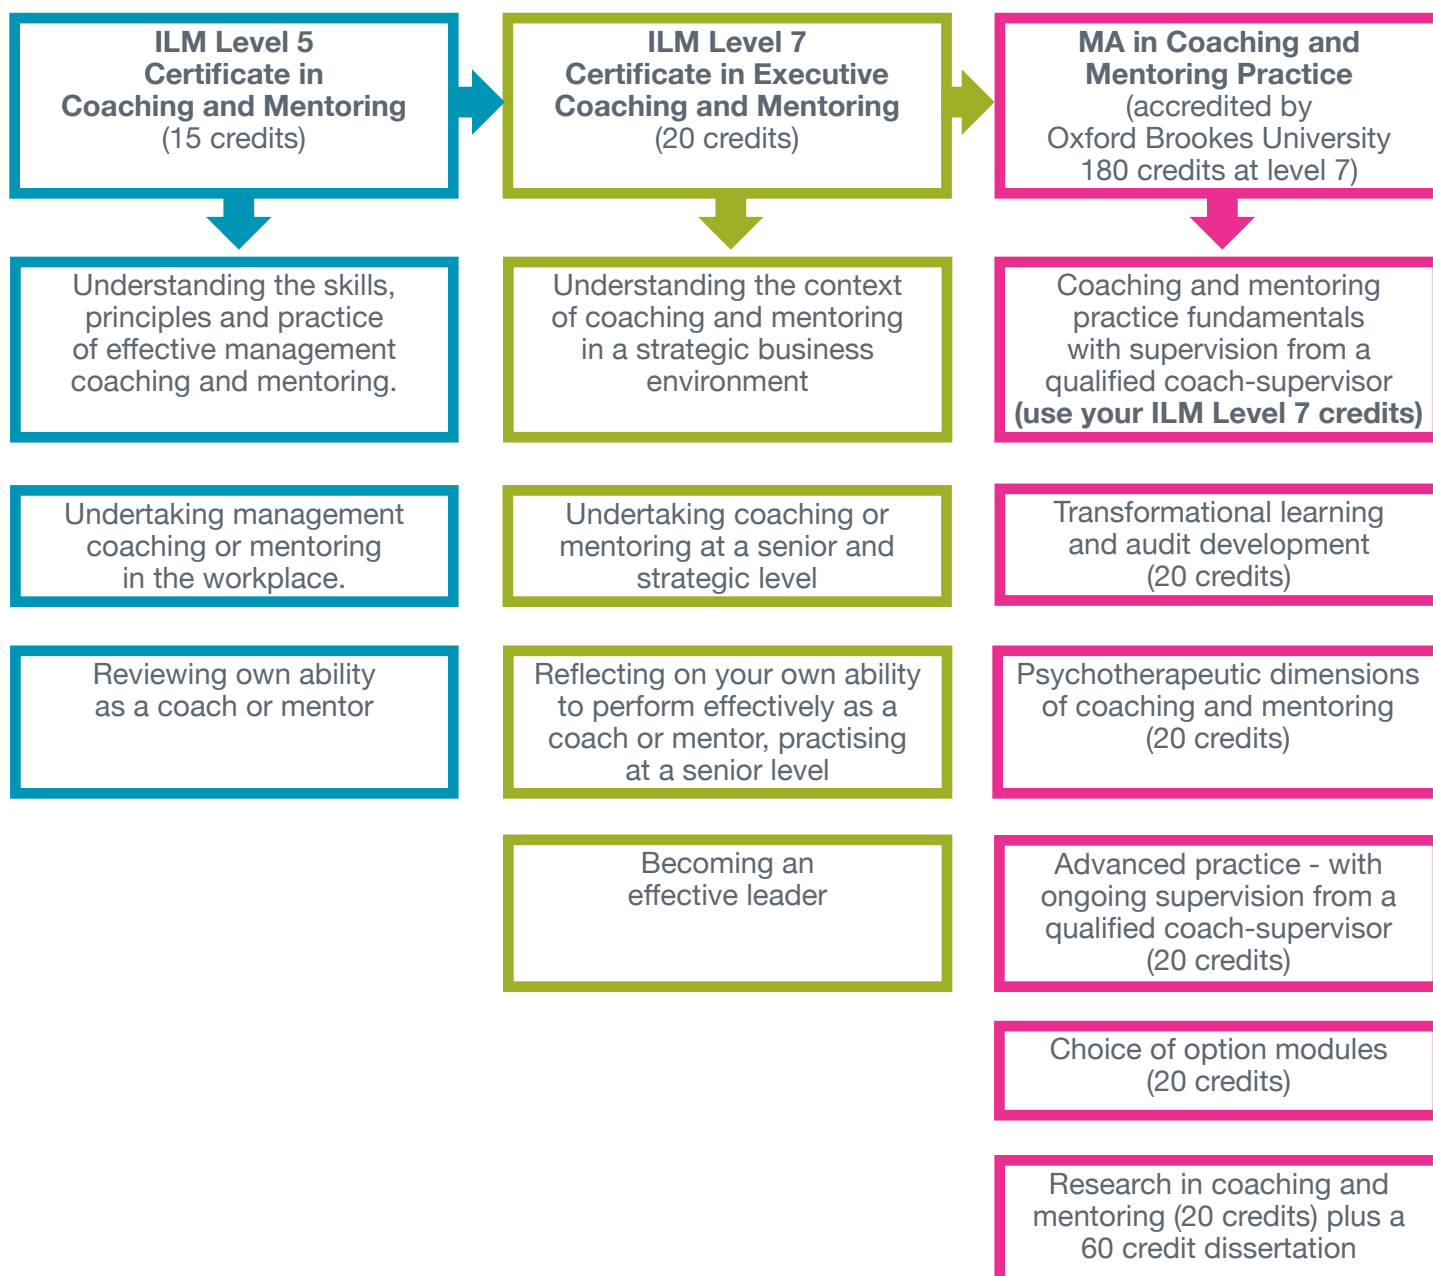 ILM Level 5
Certificate in
Coaching and Mentoring
(15 credits)
ILM Level 7
Certificate in Executive
Coaching and Mentoring
(20 credits)
MA in Coaching and
Mentoring Practice
(accredited by
Oxford Brookes University
180 credits at level 7)
Understanding the skills,
principles and practice
of effective management
coaching and mentoring.
Understanding the context
of coaching and mentoring
in a strategic business
environment
Coaching and mentoring
practice fundamentals
with supervision from a
qualified coach-supervisor
(use your ILM Level 7 credits)
Undertaking management
coaching or mentoring
in the workplace.
Undertaking coaching or
mentoring at a senior and
strategic level
Transformational learning
and audit development
(20 credits)
Reviewing own ability
as a coach or mentor
Reflecting on your own ability
to perform effectively as a
coach or mentor, practising
at a senior level
Psychotherapeutic dimensions
of coaching and mentoring
(20 credits)
Becoming an
effective leader
Advanced practice - with
ongoing supervision from a
qualified coach-supervisor
(20 credits)
Choice of option modules
(20 credits)
Research in coaching and
mentoring (20 credits) plus a
60 credit dissertation